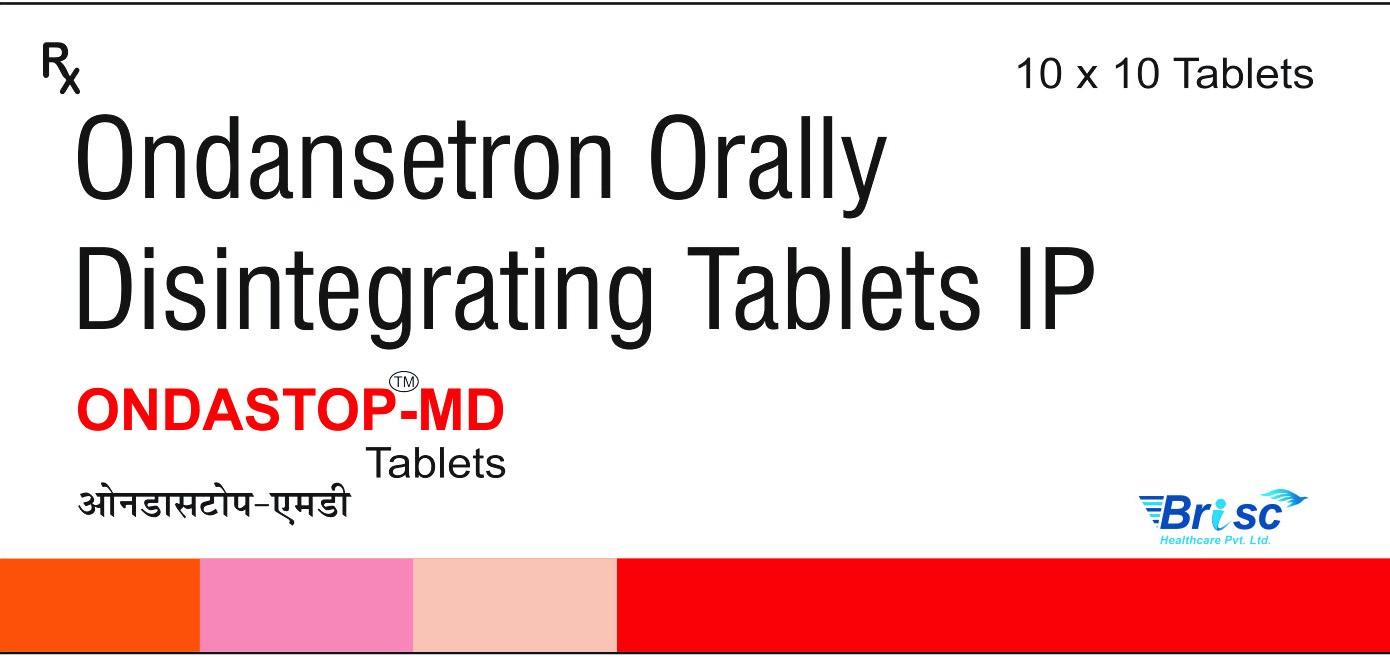 Rx
10 x 10 Tablets
Ondansetron Orally
Disintegrating Tablets IP
ONDASTOP™-MD
Tablets
ओनडासटोप-एमडी
Brisc
Healthcare Pvt. Ltd.